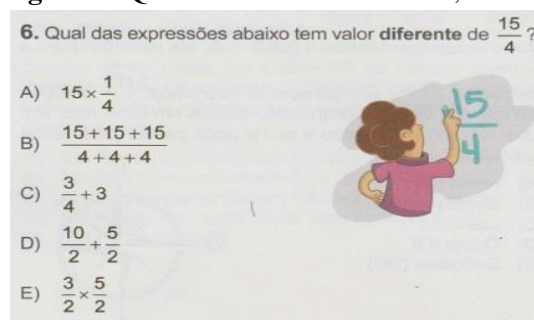 6. Qual das expressões abaixo tem valor diferente de 15/4?
15/4
A) 15 × 1/4
B) (15 + 15 + 15)/(4 + 4 + 4)
C) 3/4 + 3
D) 10/2 + 5/2
E) 3/2 × 5/2